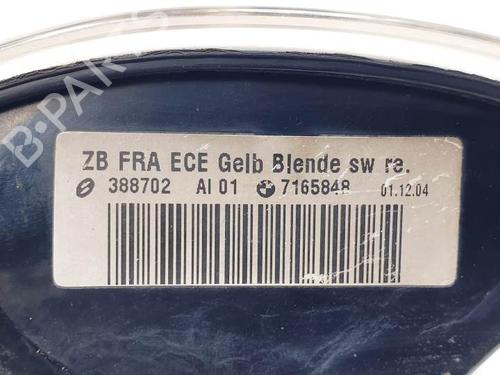 ZB FRA ECE Gelb Blende sw re.
388702 AI 01 7165848 01.12.04
B-PARTS